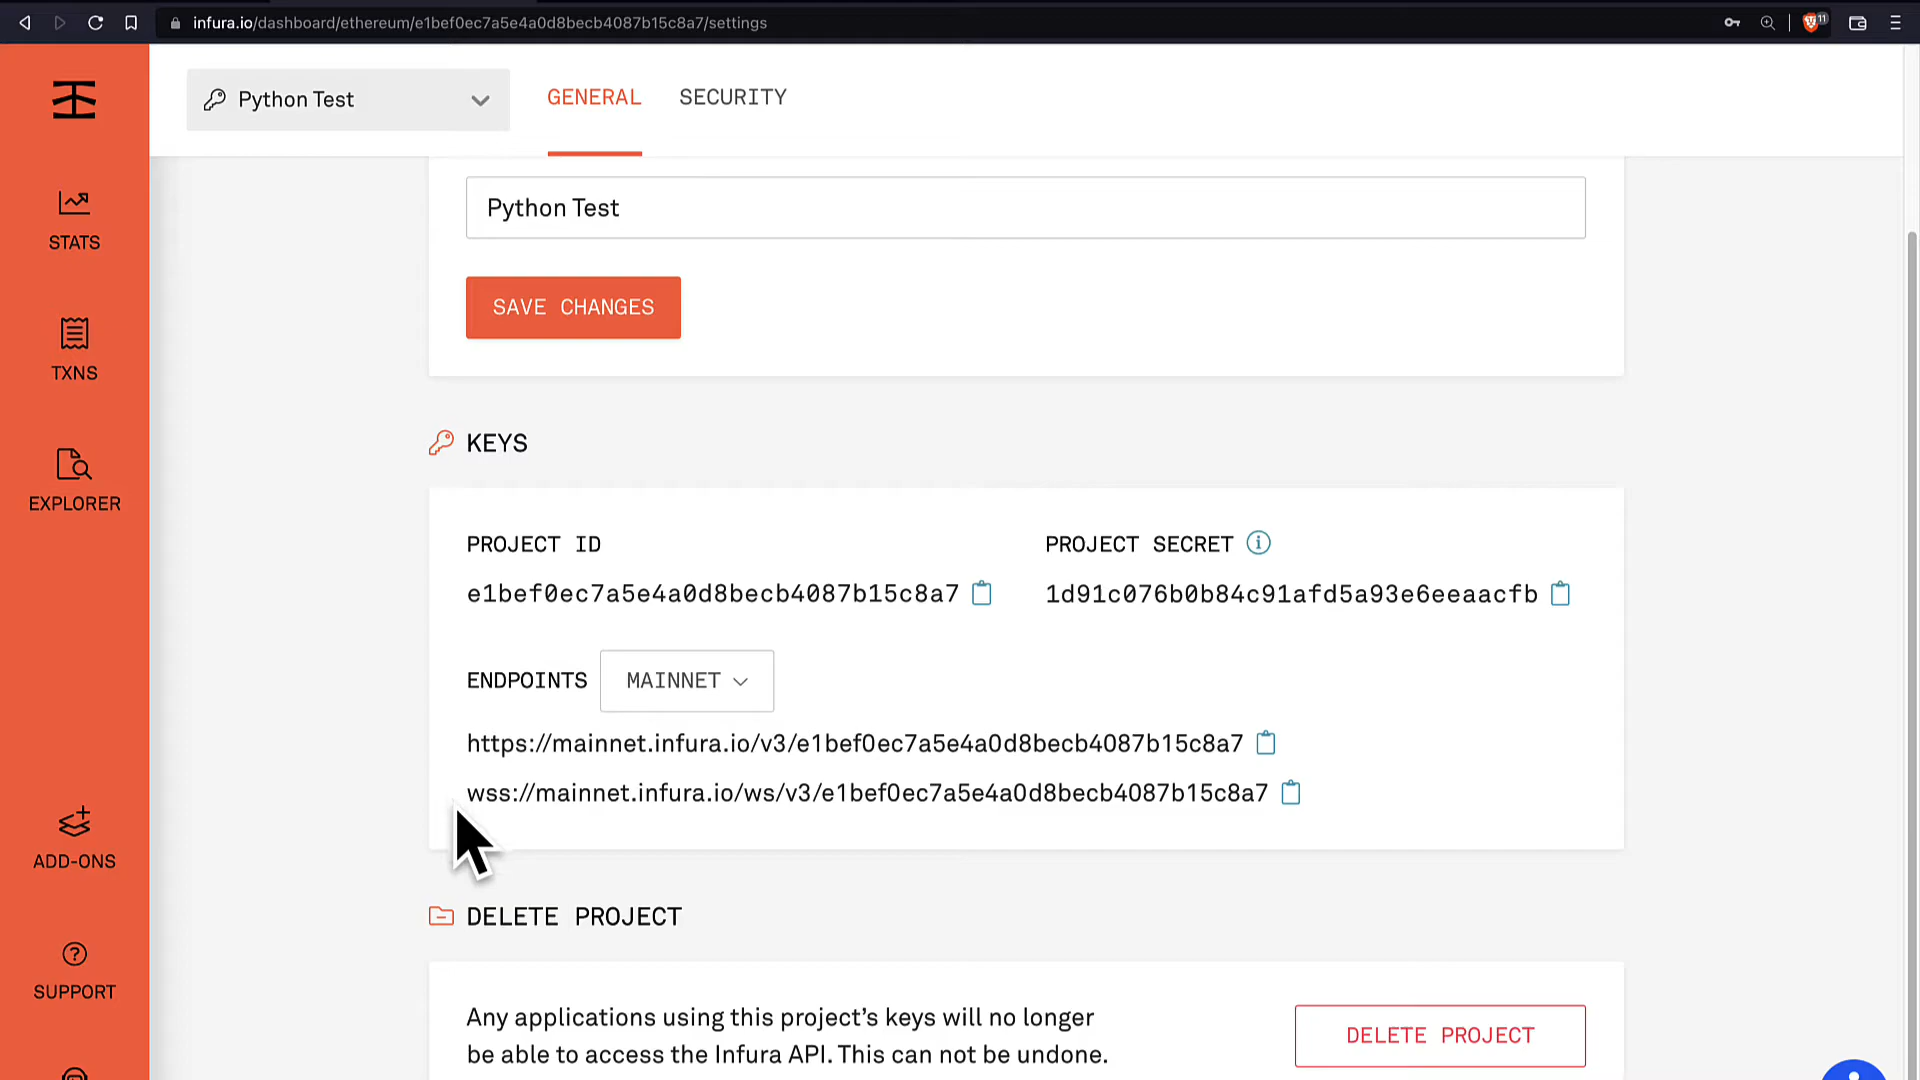 infura.io/dashboard/ethereum/e1bef0ec7a5e4a0d8becb4087b15c8a7/settings
11
Python Test
GENERAL
SECURITY
STATS
TXNS
EXPLORER
ADD-ONS
SUPPORT
Python Test
SAVE CHANGES
KEYS
PROJECT ID
PROJECT SECRET
e1bef0ec7a5e4a0d8becb4087b15c8a7
1d91c076b0b84c91afd5a93e6eeaacfb
ENDPOINTS
MAINNET
https://mainnet.infura.io/v3/e1bef0ec7a5e4a0d8becb4087b15c8a7
wss://mainnet.infura.io/ws/v3/e1bef0ec7a5e4a0d8becb4087b15c8a7
DELETE PROJECT
Any applications using this project’s keys will no longer
be able to access the Infura API. This can not be undone.
DELETE PROJECT